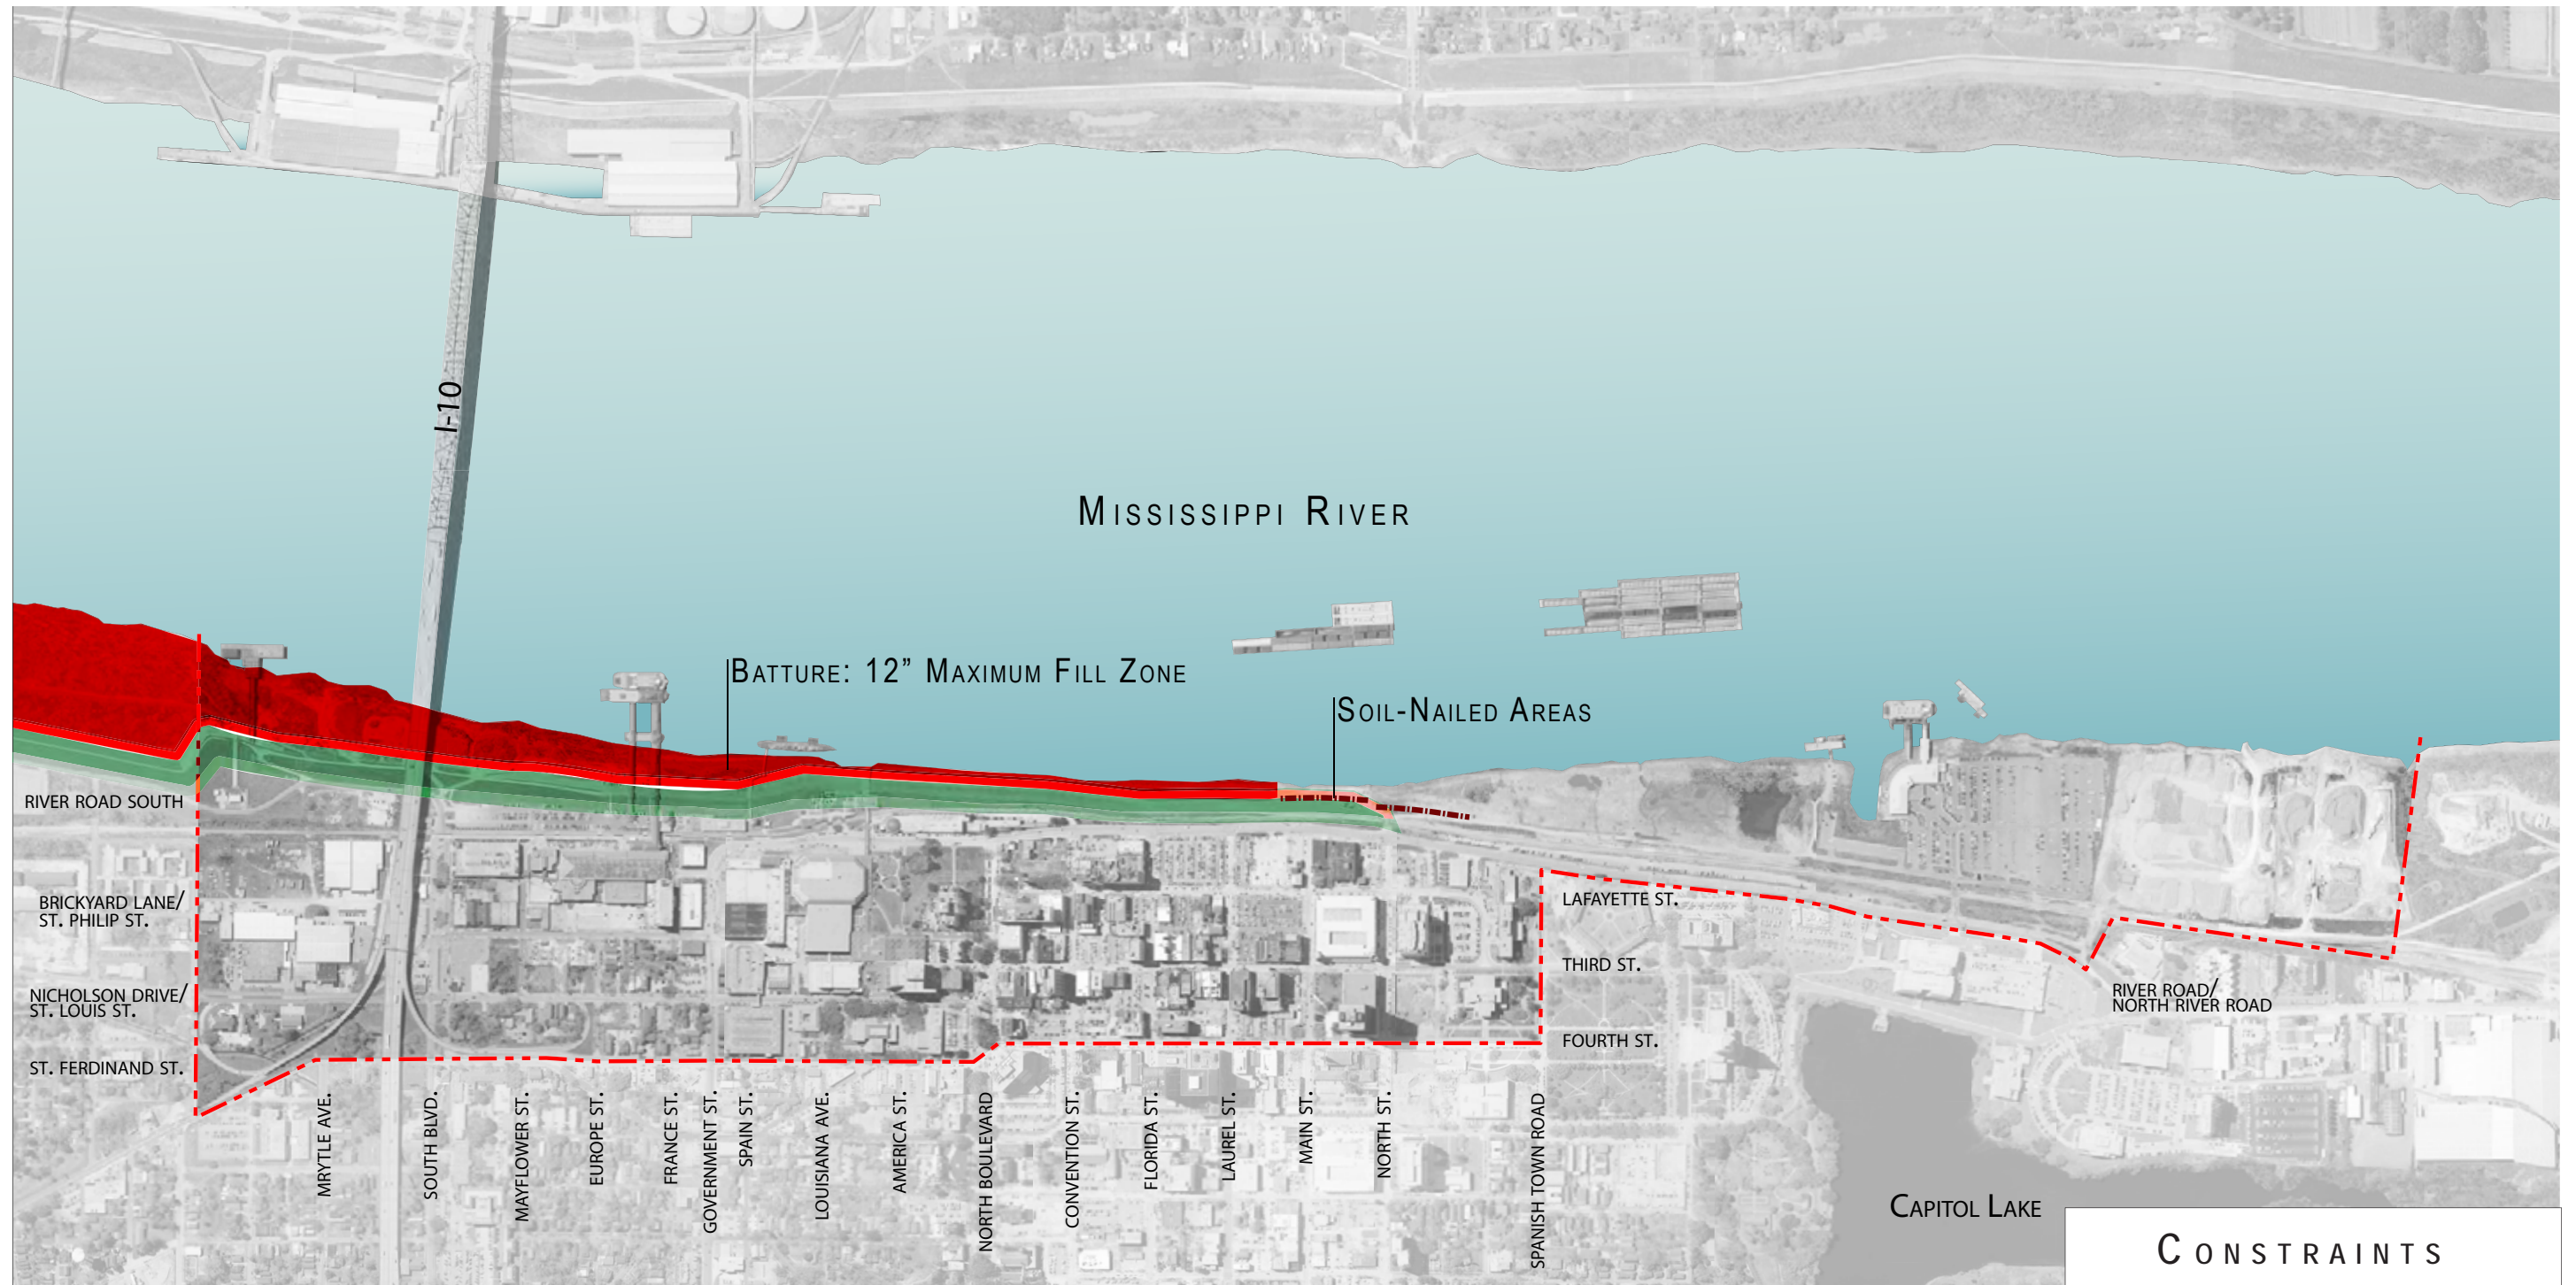 I-10
Mississippi River
Batture: 12” Maximum Fill Zone
Soil-Nailed Areas
RIVER ROAD SOUTH
BRICKYARD LANE/
ST. PHILIP ST.
NICHOLSON DRIVE/
ST. LOUIS ST.
ST. FERDINAND ST.
LAFAYETTE ST.
THIRD ST.
FOURTH ST.
RIVER ROAD/
NORTH RIVER ROAD
MRYTLE AVE.
SOUTH BLVD.
MAYFLOWER ST.
EUROPE ST.
FRANCE ST.
GOVERNMENT ST.
SPAIN ST.
LOUISIANA AVE.
AMERICA ST.
NORTH BOULEVARD
CONVENTION ST.
FLORIDA ST.
LAUREL ST.
MAIN ST.
NORTH ST.
SPANISH TOWN ROAD
Capitol Lake
Constraints